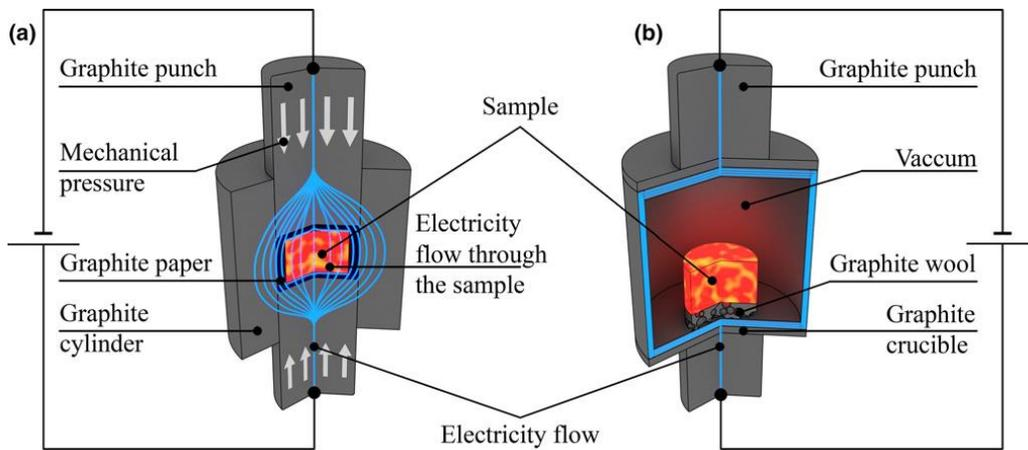 (a)
Graphite punch
Mechanical
pressure
Graphite paper
Graphite
cylinder
Sample
Electricity
flow through
the sample
Electricity flow
(b)
Graphite punch
Vaccum
Graphite wool
Graphite
crucible